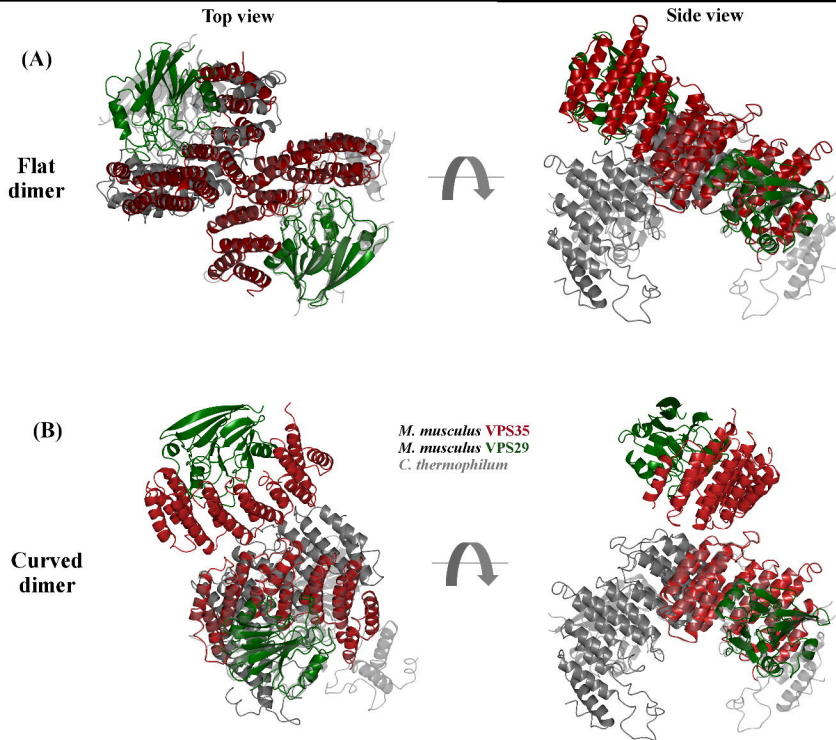 Top view
Side view
(A)
Flat
dimer
(B)
M. musculus VPS35
M. musculus VPS29
C. thermophilum
Curved
dimer